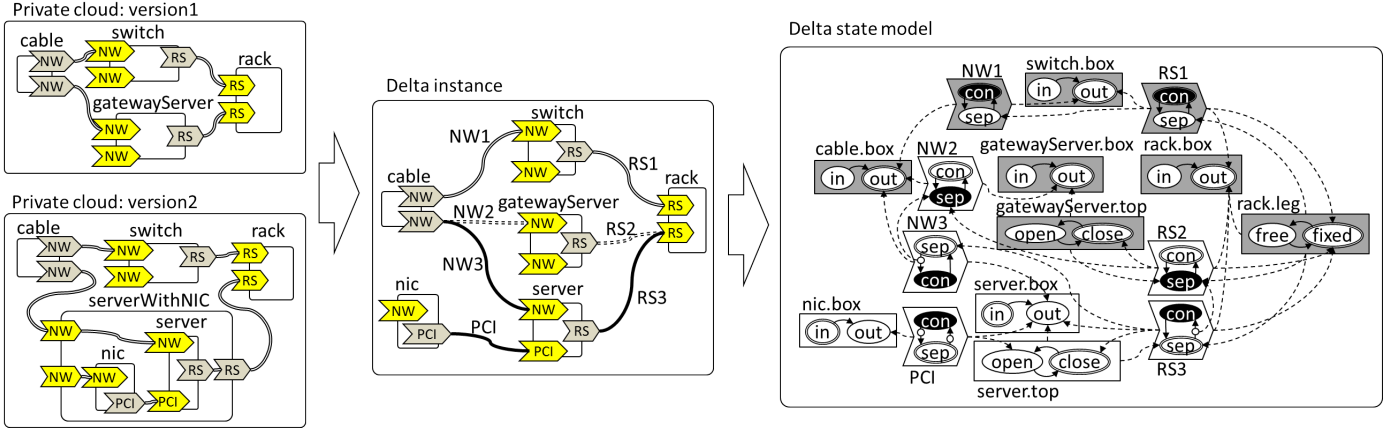 Private cloud: version1
cable
switch
NW
NW
RS
rack
NW
NW
RS
gatewayServer
RS
NW
RS
NW
Private cloud: version2
cable
switch
rack
NW
NW
RS
RS
NW
NW
RS
serverWithNIC
server
NW
NW
nic
NW
NW
RS
RS
PCI
PCI
Delta instance
switch
NW1
NW
RS
RS1
cable
NW
rack
NW
gatewayServer
RS
NW
NW2
NW
RS2
RS
RS
NW3
NW
nic
server
RS3
NW
NW
PCI
PCI
RS
PCI
Delta state model
NW1
switch.box
RS1
con
in
out
con
sep
sep
cable.box
NW2
gatewayServer.box
rack.box
in
out
con
in
out
in
out
sep
gatewayServer.top
rack.leg
NW3
open
close
RS2
free
fixed
sep
con
con
server.box
sep
nic.box
in
out
con
in
out
con
sep
open
close
sep
PCI
server.top
RS3